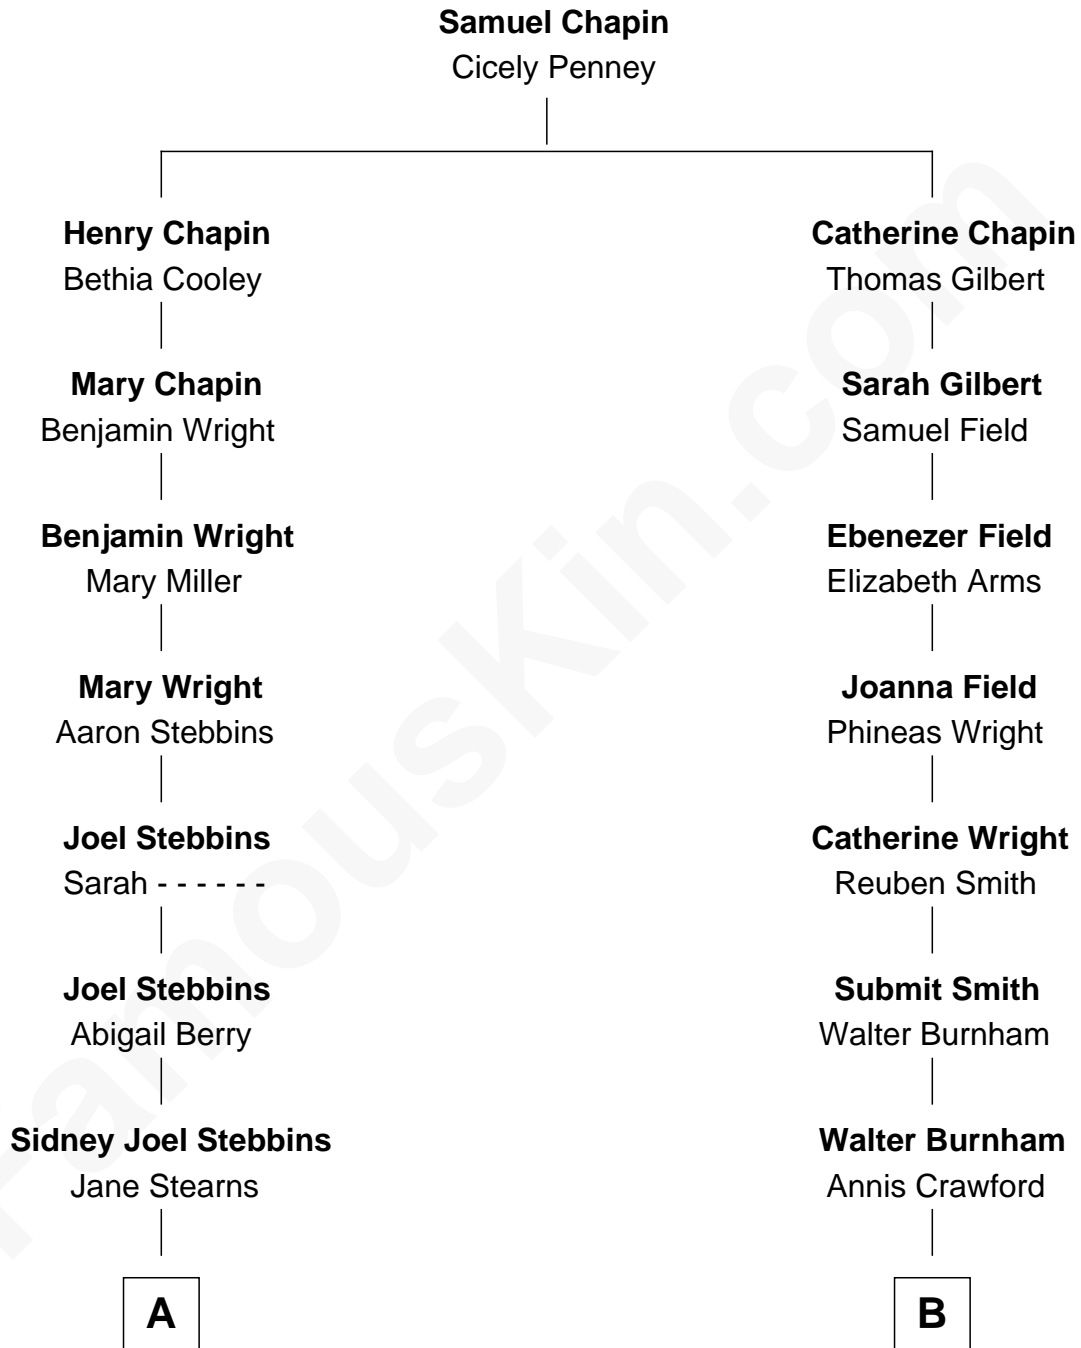 Samuel Chapin
Cicely Penney
Henry Chapin
Bethia Cooley
Catherine Chapin
Thomas Gilbert
Mary Chapin
Benjamin Wright
Sarah Gilbert
Samuel Field
Benjamin Wright
Mary Miller
Ebenezer Field
Elizabeth Arms
Mary Wright
Aaron Stebbins
Joanna Field
Phineas Wright
Joel Stebbins
Sarah - - - - - -
Catherine Wright
Reuben Smith
Joel Stebbins
Abigail Berry
Submit Smith
Walter Burnham
Sidney Joel Stebbins
Jane Stearns
Walter Burnham
Annis Crawford
A
B
FamousKin.com